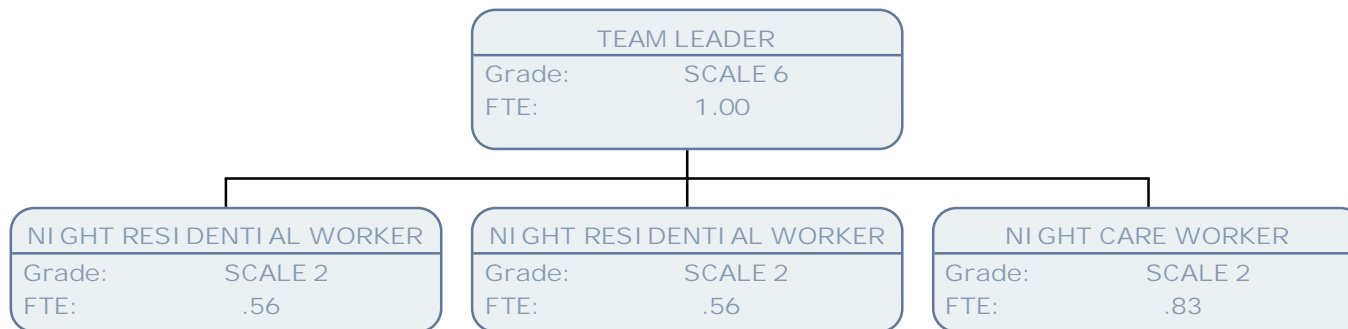 TEAM LEADER
Grade: SCALE 6
FTE: 1.00
NIGHT RESIDENTIAL WORKER
Grade: SCALE 2
FTE: .56
NIGHT RESIDENTIAL WORKER
Grade: SCALE 2
FTE: .56
NIGHT CARE WORKER
Grade: SCALE 2
FTE: .83